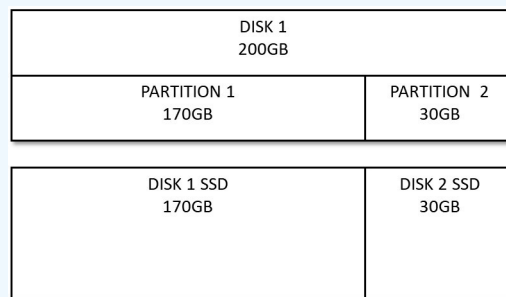 DISK 1
200GB
PARTITION 1
170GB
PARTITION 2
30GB
DISK 1 SSD
170GB
DISK 2 SSD
30GB